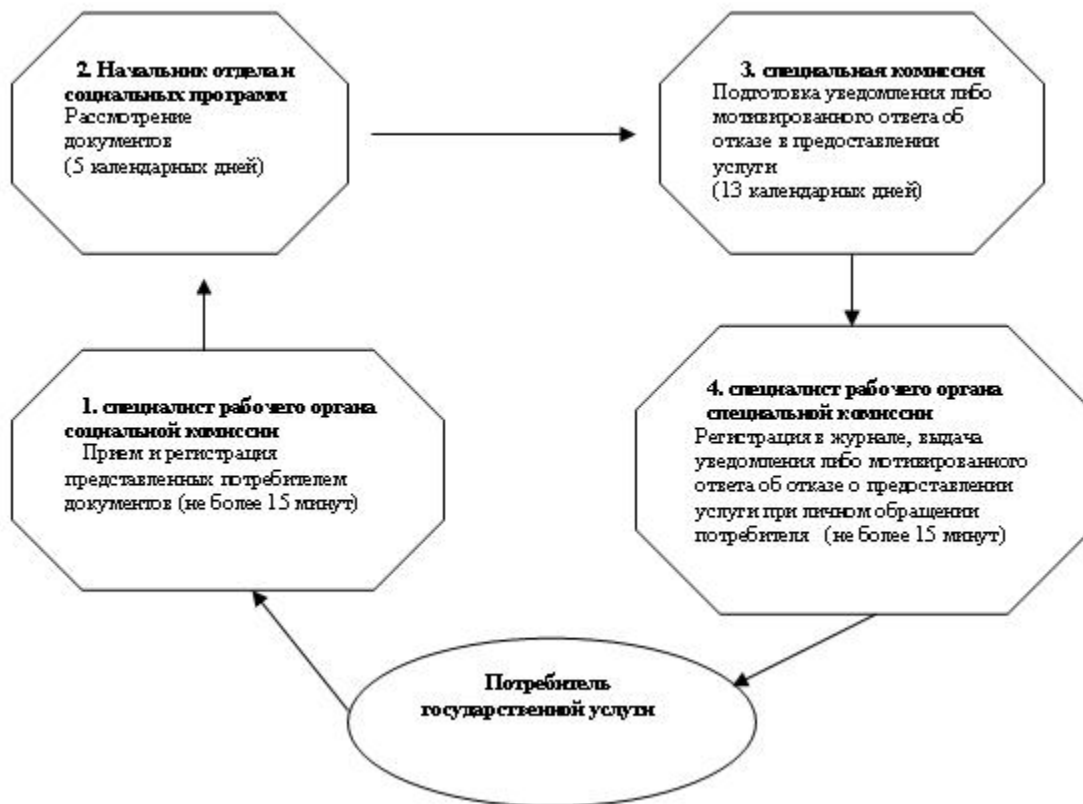 2. Начальник отдела и
социальных программ
Рассмотрение
документов
(5 календарных дней)
3. специальная комиссия
Подготовка уведомления либо
мотивированного ответа об
отказе в предоставлении
услуги
(13 календарных дней)
1. специалист рабочего органа
социальной комиссии
Прием и регистрация
представленных потребителем
документов (не более 15 минут)
4. специалист рабочего органа
специальной комиссии
Регистрация в журнале, выдача
уведомления либо мотивированного
ответа об отказе о предоставлении
услуги при личном обращении
потребителя (не более 15 минут)
Потребитель
государственной услуги